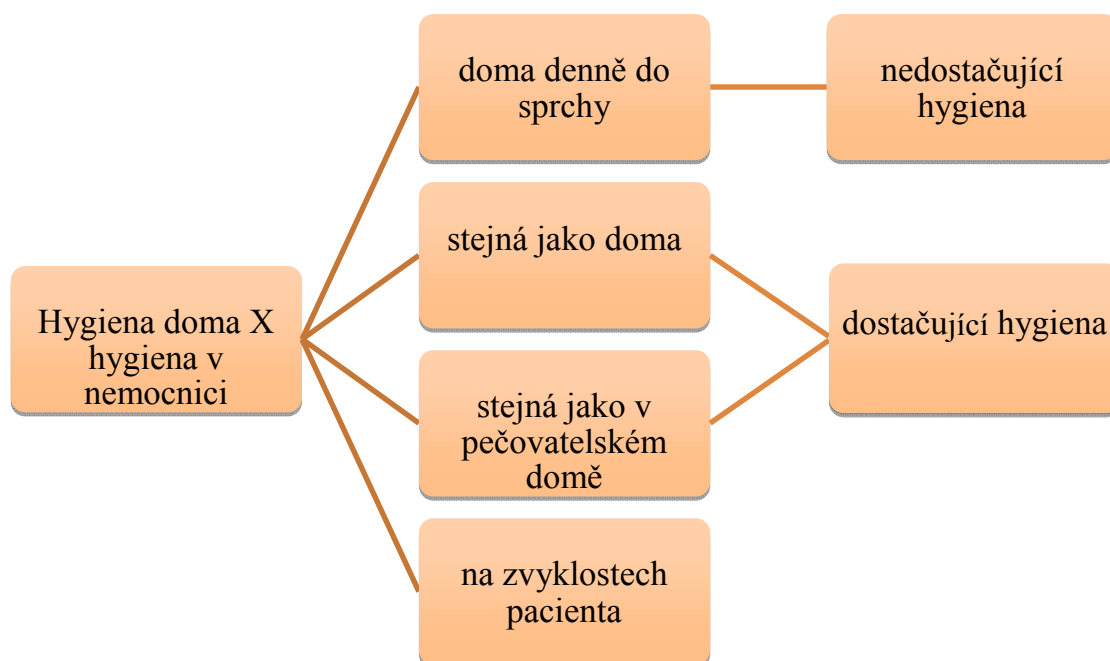 Hygiena doma X
hygiena v
nemocnici
doma denně do
sprchy
stejná jako doma
stejná jako v
pečovatelském
domě
na zvyklostech
pacienta
nedostačující
hygiena
dostačující hygiena